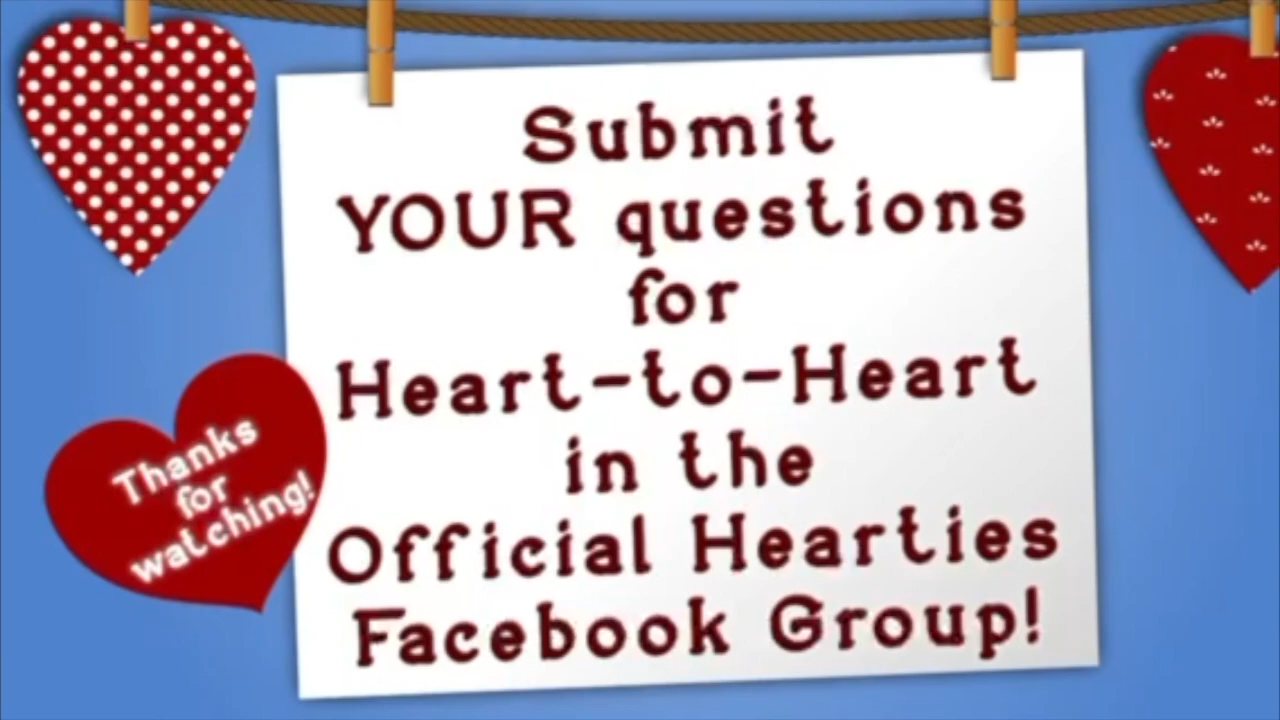 Submit
YOUR questions
for
Heart-to-Heart
in the
Official Hearties
Facebook Group!
Thanks
for
watching!